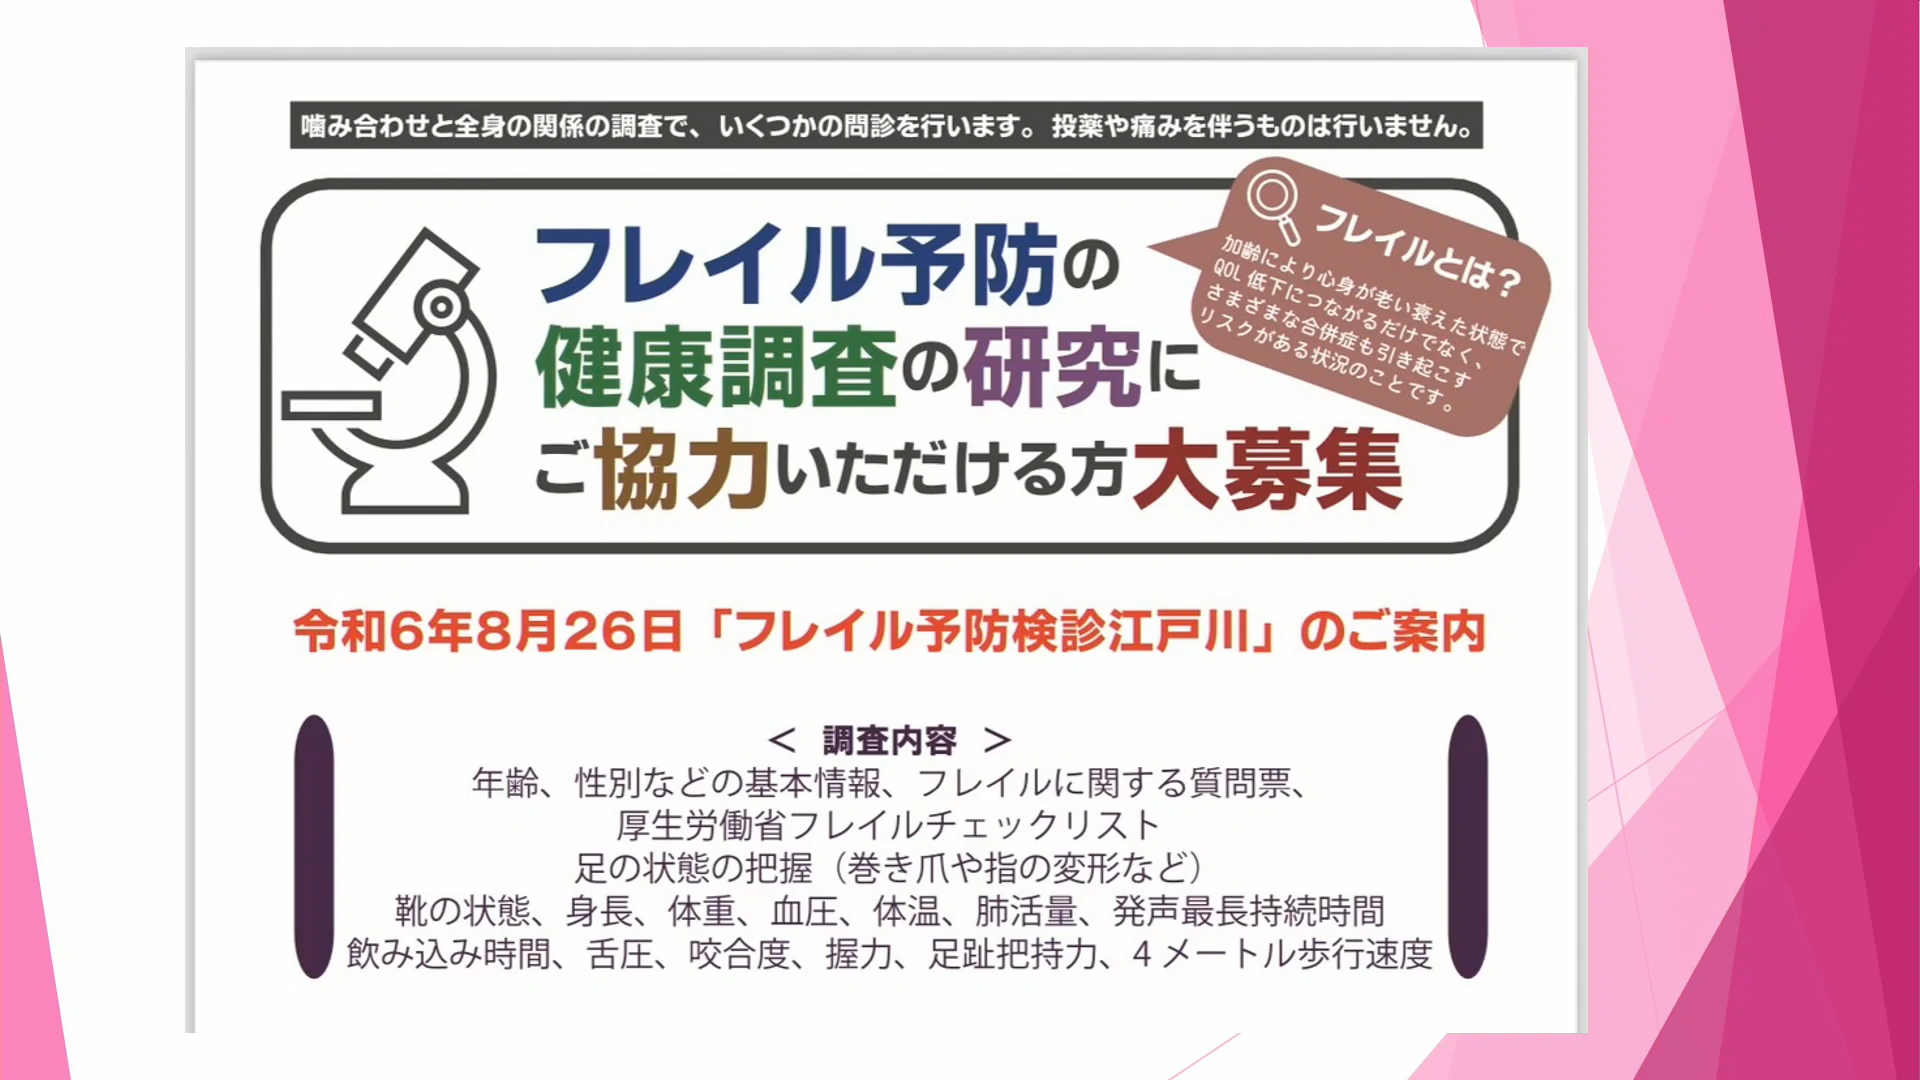 噛み合わせと全身の関係の調査で、いくつかの問診を行います。投薬や痛みを伴うものは行いません。
フレイル予防の
健康調査の研究に
ご協力いただける方大募集
フレイルとは？
加齢により心身が老い衰えた状態で
QOL 低下につながるだけでなく、
さまざまな合併症も引き起こす
リスクがある状況のことです。
令和6年8月26日「フレイル予防検診江戸川」のご案内
＜ 調査内容 ＞
年齢、性別などの基本情報、フレイルに関する質問票、
厚生労働省フレイルチェックリスト
足の状態の把握（巻き爪や指の変形など）
靴の状態、身長、体重、血圧、体温、肺活量、発声最長持続時間
飲み込み時間、舌圧、咬合度、握力、足趾把持力、4 メートル歩行速度